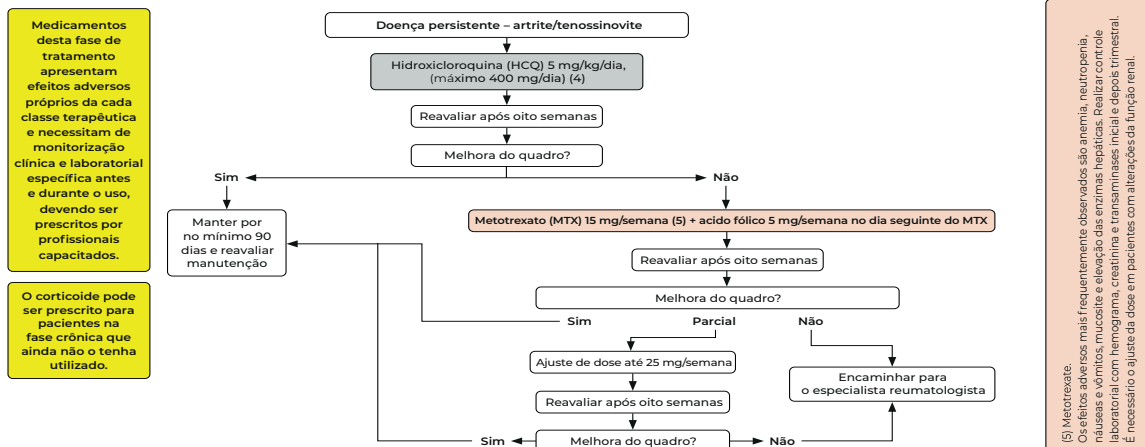 Medicamentos
desta fase de
tratamento
apresentam
efeitos adversos
próprios da cada
classe terapêutica
e necessitam de
monitorização
clínica e laboratorial
específica antes
e durante o uso,
devendo ser
prescritos por
profissionais
capacitados.
O corticoide pode
ser prescrito para
pacientes na
fase crônica que
ainda não o tenha
utilizado.
Doença persistente – artrite/tenossinovite
Hidroxicloroquina (HCQ) 5 mg/kg/dia,
(máximo 400 mg/dia) (4)
Reavaliar após oito semanas
Melhora do quadro?
Sim
Não
Manter por
no mínimo 90
dias e reavaliar
manutenção
Metotrexato (MTX) 15 mg/semana (5) + acido fólico 5 mg/semana no dia seguinte do MTX
Reavaliar após oito semanas
Melhora do quadro?
Sim
Parcial
Não
Ajuste de dose até 25 mg/semana
Encaminhar para
o especialista reumatologista
Reavaliar após oito semanas
Sim
Melhora do quadro?
Não
(5) Metotrexate.
Os efeitos adversos mais frequentemente observados são anemia, neutropenia,
náuseas e vômitos, mucosite e elevação das enzimas hepáticas. Realizar controle
laboratorial com hemograma, creatinina e transaminases inicial e depois trimestral.
É necessário o ajuste da dose em pacientes com alterações da função renal.